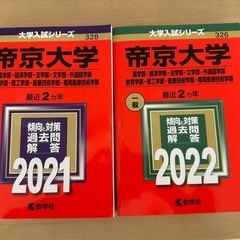 大学入試シリーズ
328
帝京大学
薬学部・経済学部・法学部・文学部・外国語学部
教育学部・理工学部・医療技術学部・福岡医療技術学部
最近2ヵ年
傾向と対策
過去問
解答
2021
教学社
大学入試シリーズ
326
帝京大学
薬学部・経済学部・法学部・文学部・外国語学部
教育学部・理工学部・医療技術学部・福岡医療技術学部
一般
最近2ヵ年
傾向と対策
過去問
解答
2022
教学社